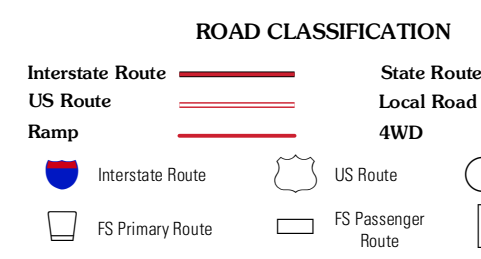 ROAD CLASSIFICATION
Interstate Route State Route
US Route Local Road
Ramp 4WD
Interstate Route US Route
FS Primary Route FS Passenger
Route